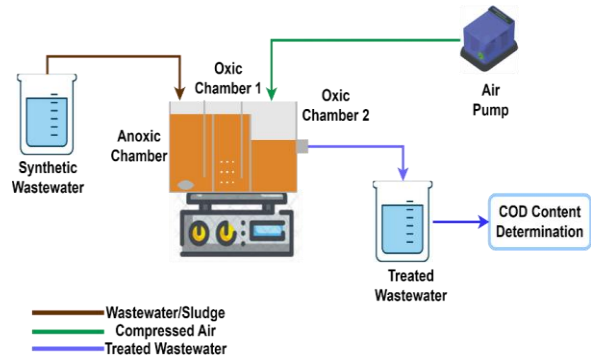 Synthetic
Wastewater
Anoxic
Chamber
Oxic
Chamber 1
Oxic
Chamber 2
Air
Pump
Treated
Wastewater
COD Content
Determination
Wastewater/Sludge
Compressed Air
Treated Wastewater